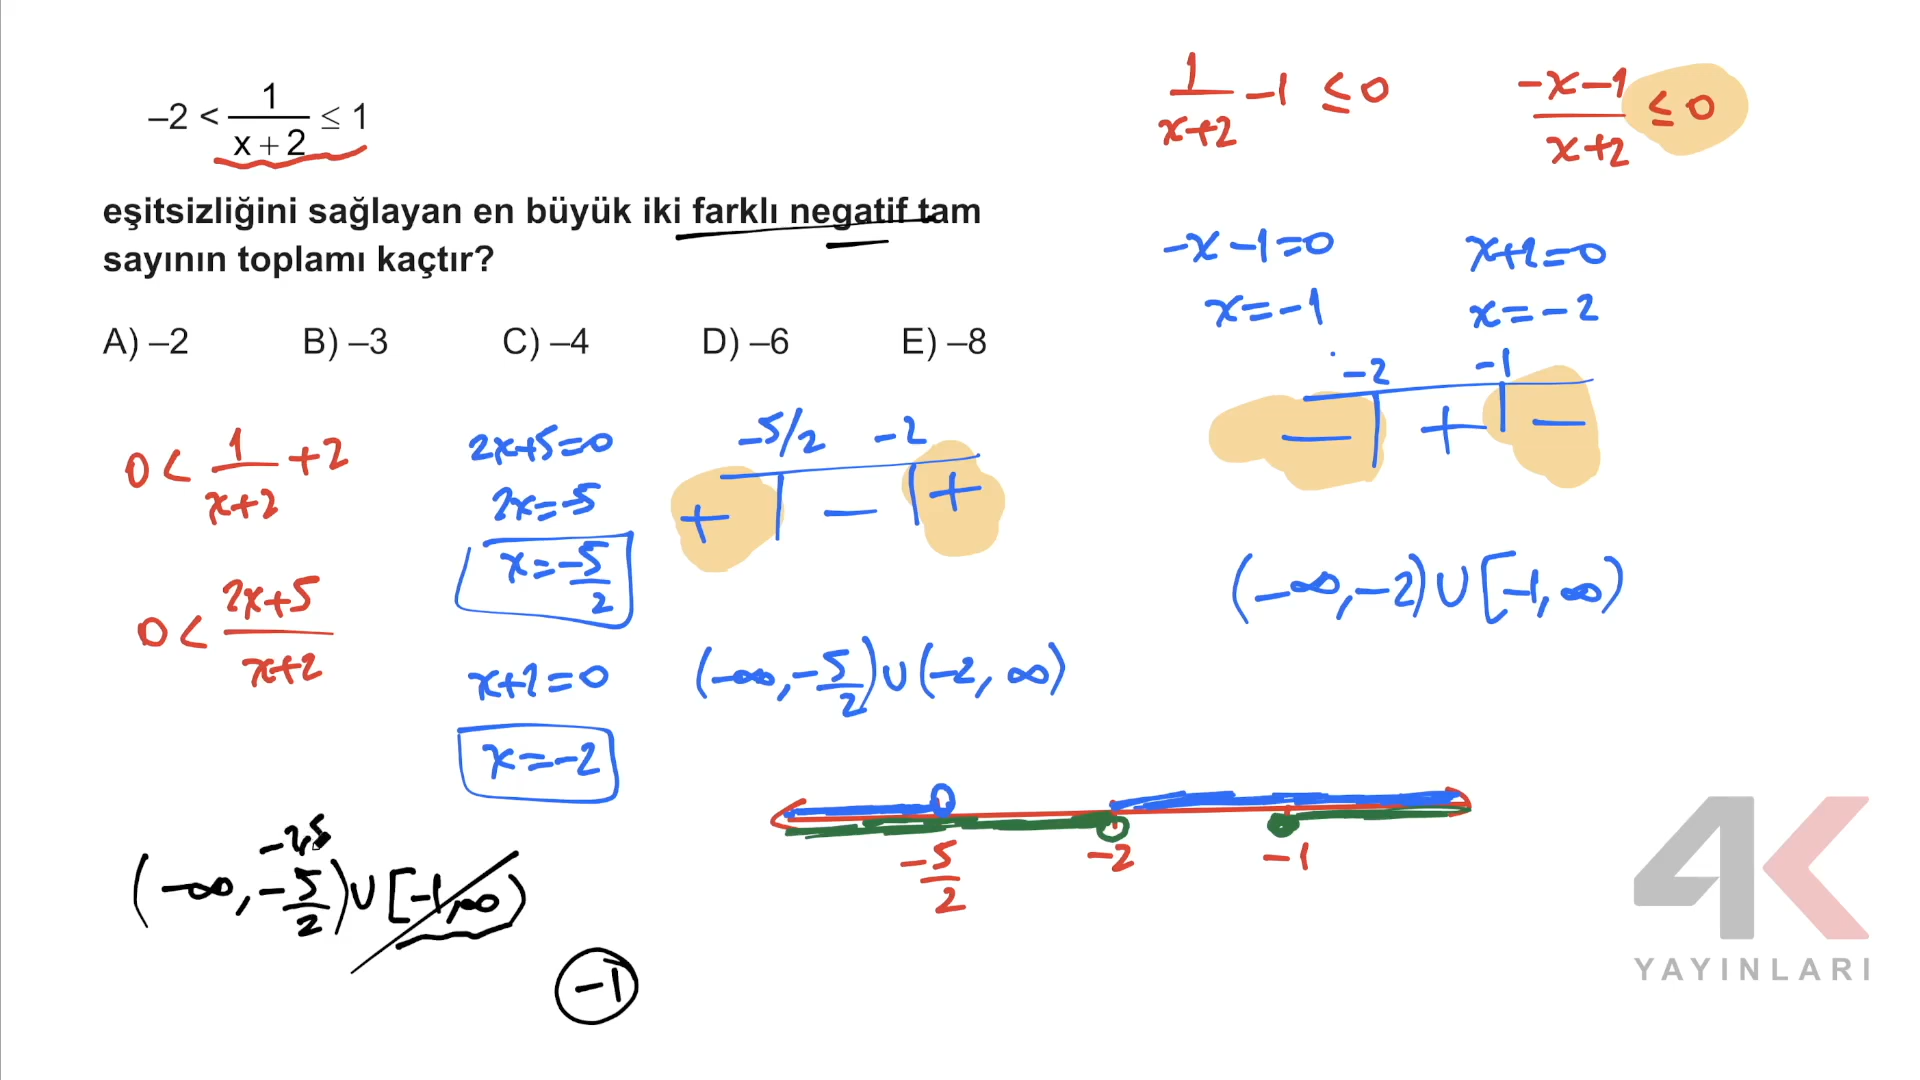 –2 < 1/(x + 2) ≤ 1
eşitsizliğini sağlayan en büyük iki farklı negatif tam
sayının toplamı kaçtır?
A) –2 B) –3 C) –4 D) –6 E) –8
0 < 1/(x+2) + 2
0 < (2x+5)/(x+2)
2x+5=0
2x=-5
x=-5/2
x+2=0
x=-2
-5/2 -2
+ - +
(-∞, -5/2) ∪ (-2, ∞)
1/(x+2) -1 ≤ 0
(-x-1)/(x+2) ≤ 0
-x-1=0
x=-1
x+2=0
x=-2
-2 -1
- + -
(-∞, -2) ∪ [-1, ∞)
-5/2 -2 -1
-2,5
(-∞, -5/2) ∪ [-1, ∞)
-1
4K
YAYINLARI